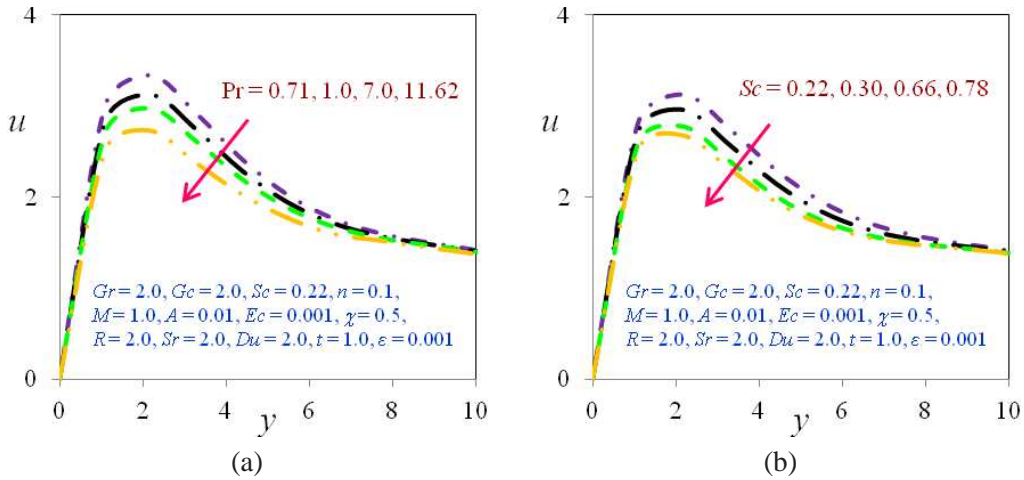 4
Pr = 0.71, 1.0, 7.0, 11.62
u
2
Gr = 2.0, Gc = 2.0, Sc = 0.22, n = 0.1,
M = 1.0, A = 0.01, Ec = 0.001, χ = 0.5,
R = 2.0, Sr = 2.0, Du = 2.0, t = 1.0, ε = 0.001
0
0 2 4 6 8 10
y
(a)
4
Sc = 0.22, 0.30, 0.66, 0.78
u
2
Gr = 2.0, Gc = 2.0, Sc = 0.22, n = 0.1,
M = 1.0, A = 0.01, Ec = 0.001, χ = 0.5,
R = 2.0, Sr = 2.0, Du = 2.0, t = 1.0, ε = 0.001
0
0 2 4 6 8 10
y
(b)